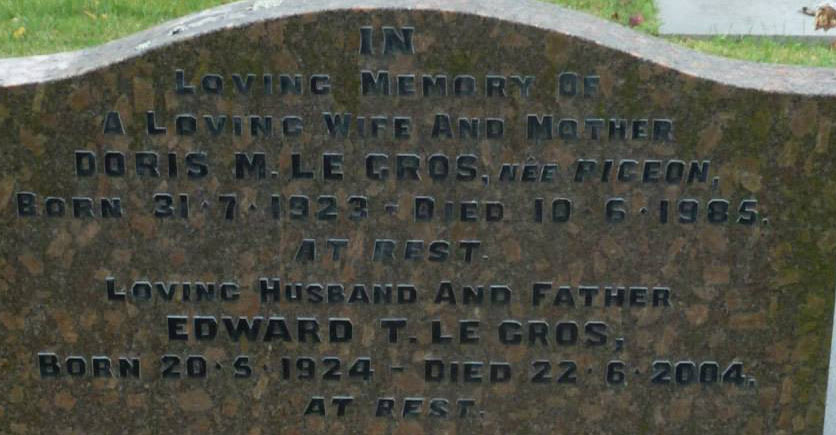 IN
LOVING MEMORY OF
A LOVING WIFE AND MOTHER
DORIS M. LE GROS, NÉE PIGEON,
BORN 31·7·1923 - DIED 10·6·1985.
AT REST.
LOVING HUSBAND AND FATHER
EDWARD T. LE GROS,
BORN 20·5·1924 - DIED 22·6·2004.
AT REST.